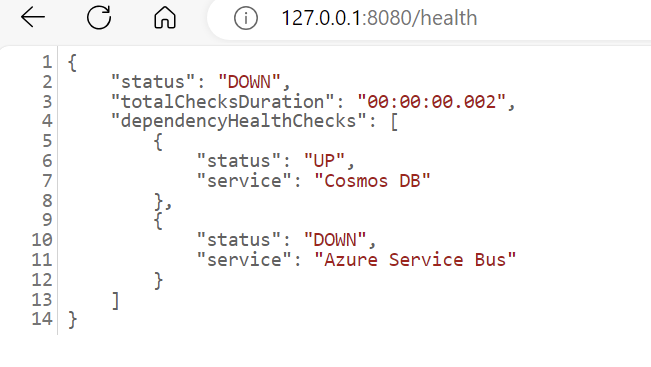 127.0.0.1:8080/health
1 {
2     "status": "DOWN",
3     "totalChecksDuration": "00:00:00.002",
4     "dependencyHealthChecks": [
5         {
6             "status": "UP",
7             "service": "Cosmos DB"
8         },
9         {
10             "status": "DOWN",
11             "service": "Azure Service Bus"
12         }
13     ]
14 }